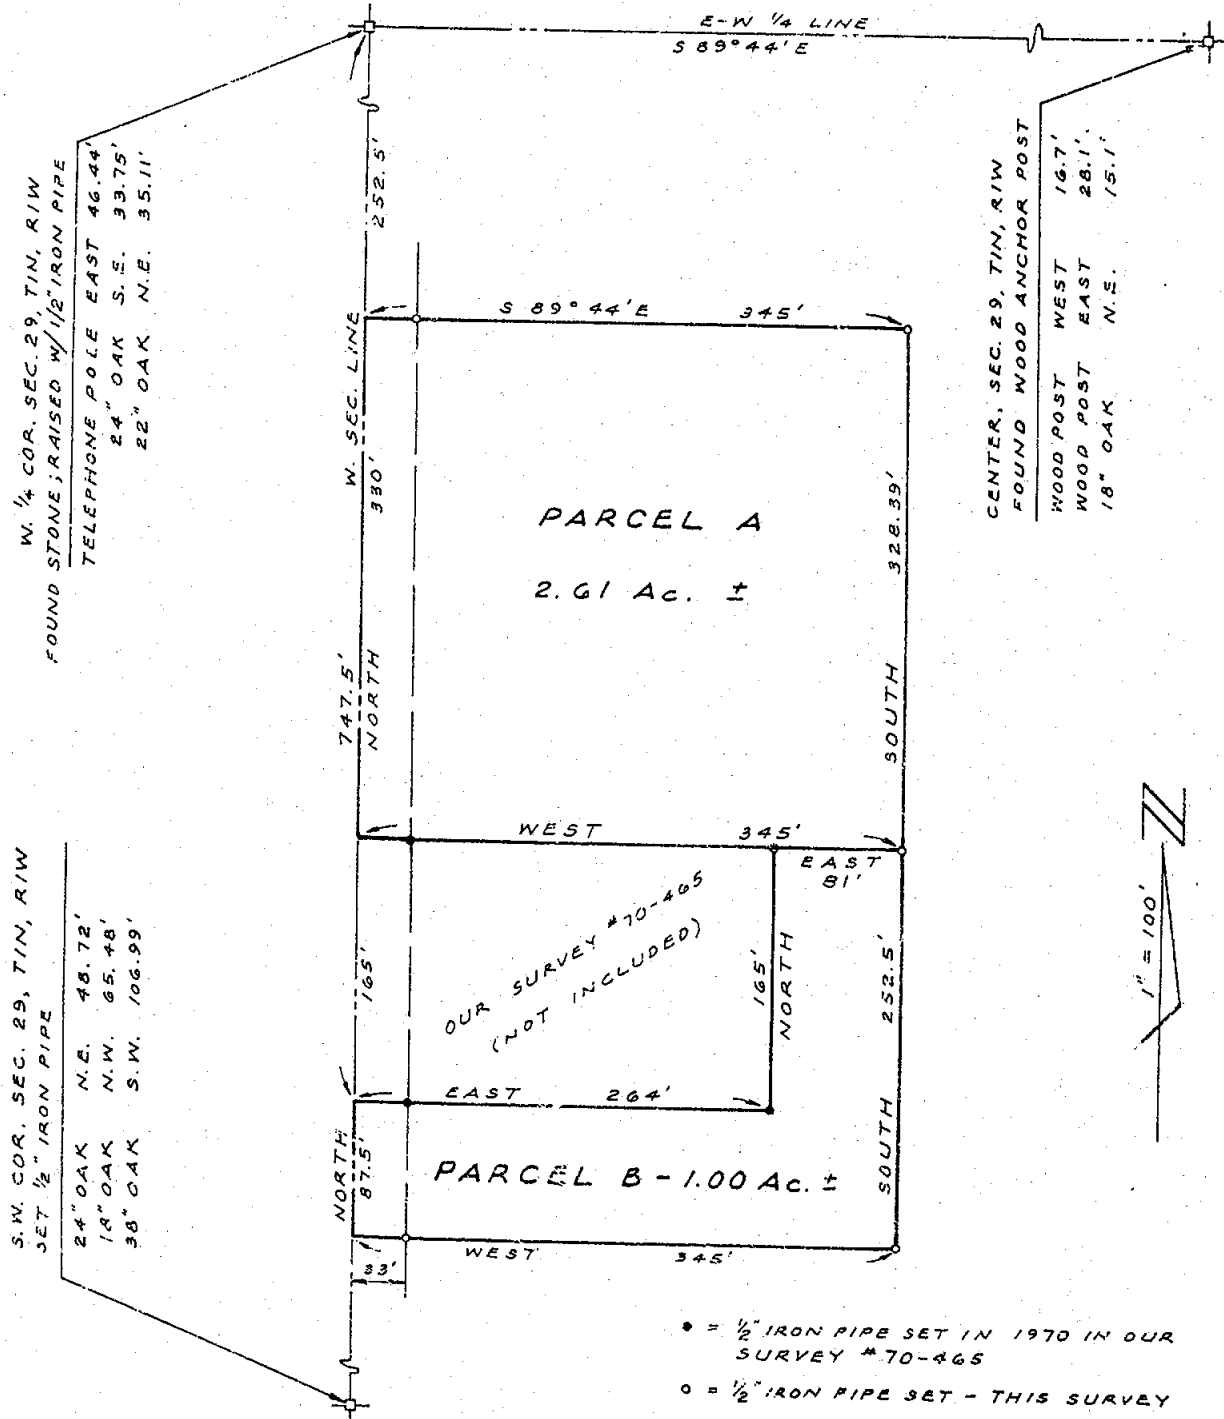 E-W 1/4 LINE
S 89°44' E
W. 1/4 COR. SEC. 29, T1N, R1W
FOUND STONE; RAISED W/ 1/2" IRON PIPE
TELEPHONE POLE EAST 46.44'
24" OAK S.E. 33.75'
22" OAK N.E. 35.11'
CENTER, SEC. 29, T1N, R1W
FOUND WOOD ANCHOR POST
WOOD POST WEST 16.7'
WOOD POST EAST 28.1'
18" OAK N.E. 15.1'
252.5'
S 89°44' E 345'
W. SEC. LINE
330'
PARCEL A
2.61 Ac. ±
328.39'
SOUTH
747.5'
NORTH
WEST 345'
EAST
81'
OUR SURVEY #70-465
(NOT INCLUDED)
165'
165'
NORTH
252.5'
SOUTH
EAST 264'
NORTH
87.5'
PARCEL B - 1.00 Ac. ±
WEST 345'
33'
S.W. COR. SEC. 29, T1N, R1W
SET 1/2" IRON PIPE
24" OAK N.E. 48.72'
18" OAK N.W. 65.48'
38" OAK S.W. 106.99'
N
1" = 100'
● = 1/2" IRON PIPE SET IN 1970 IN OUR
SURVEY #70-465
○ = 1/2" IRON PIPE SET - THIS SURVEY